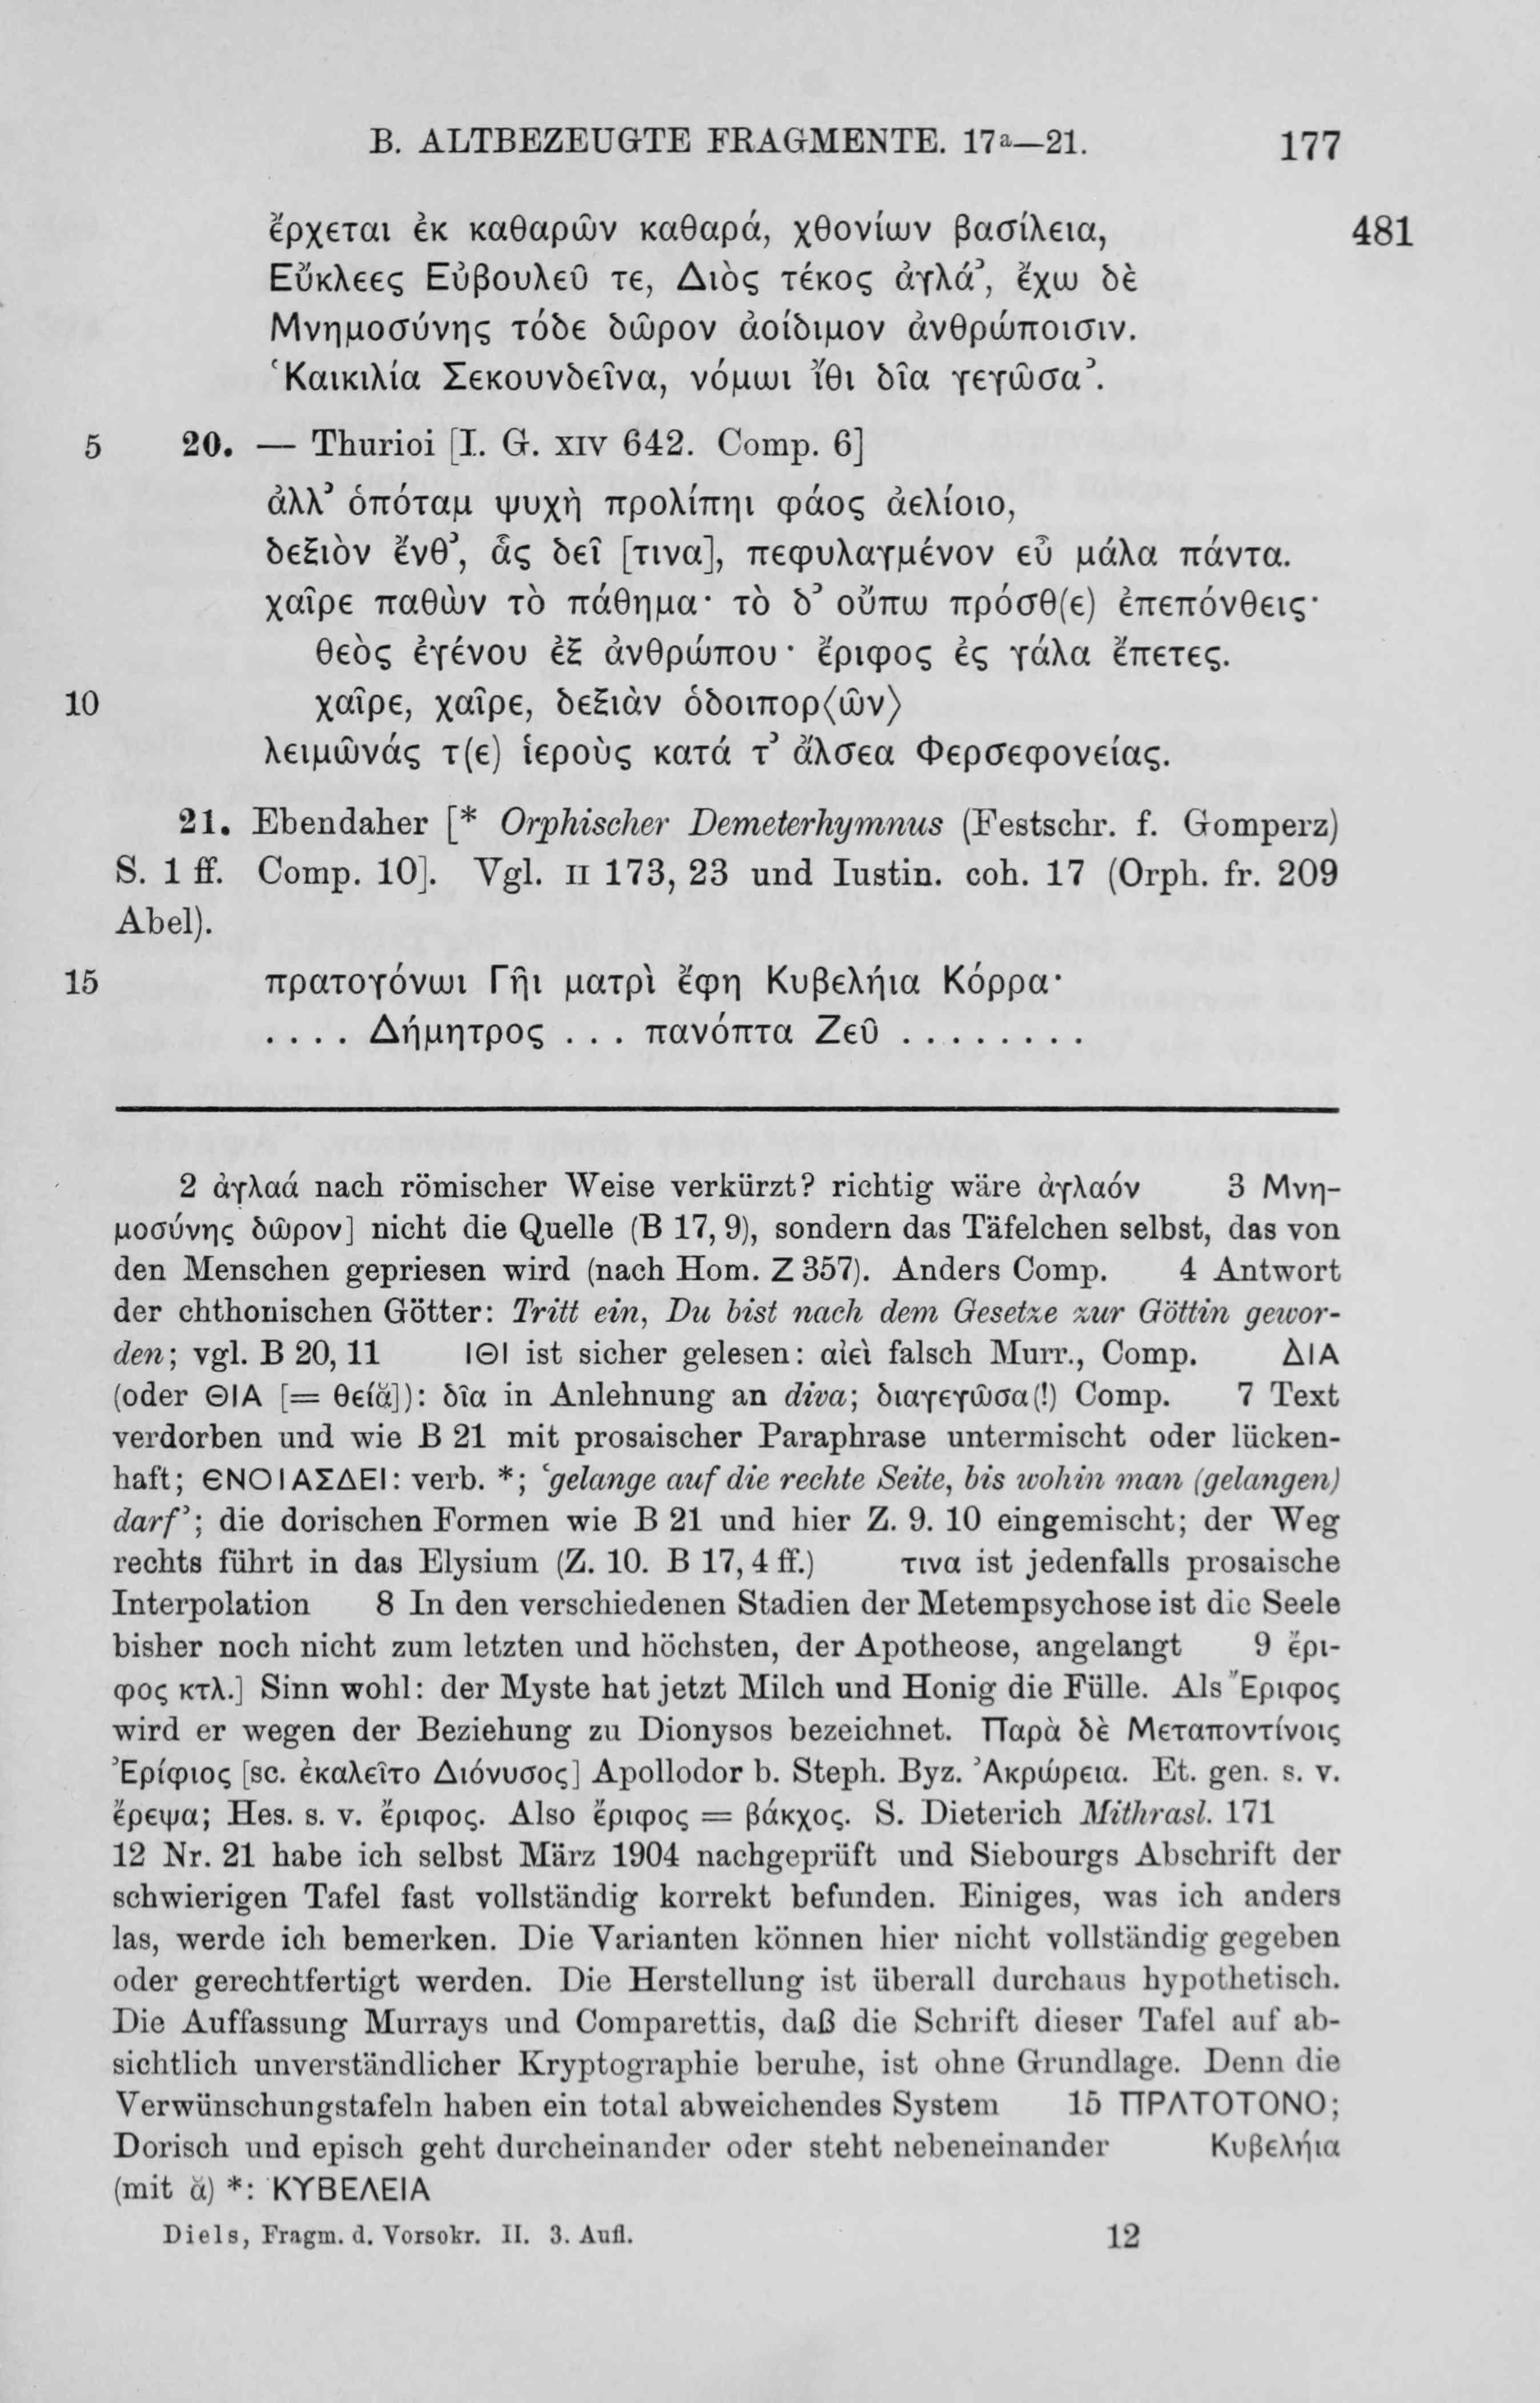 B. ALTBEZEUGTE FRAGMENTE. 17ª—21. 177
ἔρχεται ἐκ καθαρῶν καθαρά, χθονίων βασίλεια, 481
Εὔκλεες Εὐβουλεῦ τε, Διὸς τέκος ἀγλά’, ἔχω δὲ
Μνημοσύνης τόδε δῶρον ἀοίδιμον ἀνθρώποισιν.
‘Καικιλία Σεκουνδεῖνα, νόμωι ἴθι δῖα γεγῶσα’.
5 20. — Thurioi [I. G. XIV 642. Comp. 6]
ἀλλ’ ὁπόταμ ψυχὴ προλίπηι φάος ἀελίοιο,
δεξιὸν ἔνθ’, ἇς δεῖ [τινα], πεφυλαγμένον εὖ μάλα πάντα.
χαῖρε παθὼν τὸ πάθημα· τὸ δ’ οὔπω πρόσθ(ε) ἐπεπόνθεις·
θεὸς ἐγένου ἐξ ἀνθρώπου· ἔριφος ἐς γάλα ἔπετες.
10 χαῖρε, χαῖρε, δεξιὰν ὁδοιπορ⟨ῶν⟩
λειμῶνάς τ(ε) ἱεροὺς κατά τ’ ἄλσεα Φερσεφονείας.
21. Ebendaher [* Orphischer Demeterhymnus (Festschr. f. Gomperz)
S. 1 ff. Comp. 10]. Vgl. II 173, 23 und Iustin. coh. 17 (Orph. fr. 209
Abel).
15 πρατογόνωι Γῆι ματρὶ ἔφη Κυβελήια Κόρρα·
. . . . Δήμητρος . . . πανόπτα Ζεῦ . . . . . . . .
2 ἀγλαά nach römischer Weise verkürzt? richtig wäre ἀγλαόν 3 Μνη-
μοσύνης δῶρον] nicht die Quelle (B 17, 9), sondern das Täfelchen selbst, das von
den Menschen gepriesen wird (nach Hom. Ζ 357). Anders Comp. 4 Antwort
der chthonischen Götter: Tritt ein, Du bist nach dem Gesetze zur Göttin gewor-
den; vgl. B 20, 11 ΙΘΙ ist sicher gelesen: αἰεὶ falsch Murr., Comp. ΔΙΑ
(oder ΘΙΑ [= θείᾰ]): δῖα in Anlehnung an diva; διαγεγῶσα(!) Comp. 7 Text
verdorben und wie B 21 mit prosaischer Paraphrase untermischt oder lücken-
haft; ЄΝΟΙΑΣΔΕΙ: verb. *; ‘gelange auf die rechte Seite, bis wohin man (gelangen)
darf’; die dorischen Formen wie B 21 und hier Z. 9. 10 eingemischt; der Weg
rechts führt in das Elysium (Z. 10. B 17, 4 ff.) τινα ist jedenfalls prosaische
Interpolation 8 In den verschiedenen Stadien der Metempsychose ist die Seele
bisher noch nicht zum letzten und höchsten, der Apotheose, angelangt 9 ἔρι-
φος κτλ.] Sinn wohl: der Myste hat jetzt Milch und Honig die Fülle. Als Ἔριφος
wird er wegen der Beziehung zu Dionysos bezeichnet. Παρὰ δὲ Μεταποντίνοις
Ἐρίφιος [sc. ἐκαλεῖτο Διόνυσος] Apollodor b. Steph. Byz. Ἀκρώρεια. Et. gen. s. v.
ἔρεψα; Hes. s. v. ἔριφος. Also ἔριφος = βάκχος. S. Dieterich Mithrasl. 171
12 Nr. 21 habe ich selbst März 1904 nachgeprüft und Siebourgs Abschrift der
schwierigen Tafel fast vollständig korrekt befunden. Einiges, was ich anders
las, werde ich bemerken. Die Varianten können hier nicht vollständig gegeben
oder gerechtfertigt werden. Die Herstellung ist überall durchaus hypothetisch.
Die Auffassung Murrays und Comparettis, daß die Schrift dieser Tafel auf ab-
sichtlich unverständlicher Kryptographie beruhe, ist ohne Grundlage. Denn die
Verwünschungstafeln haben ein total abweichendes System 15 ΠΡΛΤΟΤΟΝΟ;
Dorisch und episch geht durcheinander oder steht nebeneinander Κυβελήια
(mit ᾰ) *: ΚΥΒΕΛΕΙΑ
Diels, Fragm. d. Vorsokr. II. 3. Aufl. 12